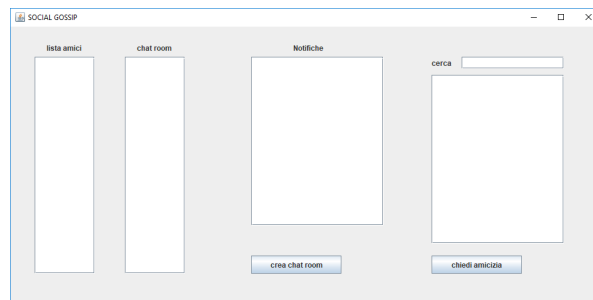 SOCIAL GOSSIP
lista amici
chat room
Notifiche
cerca
crea chat room
chiedi amicizia